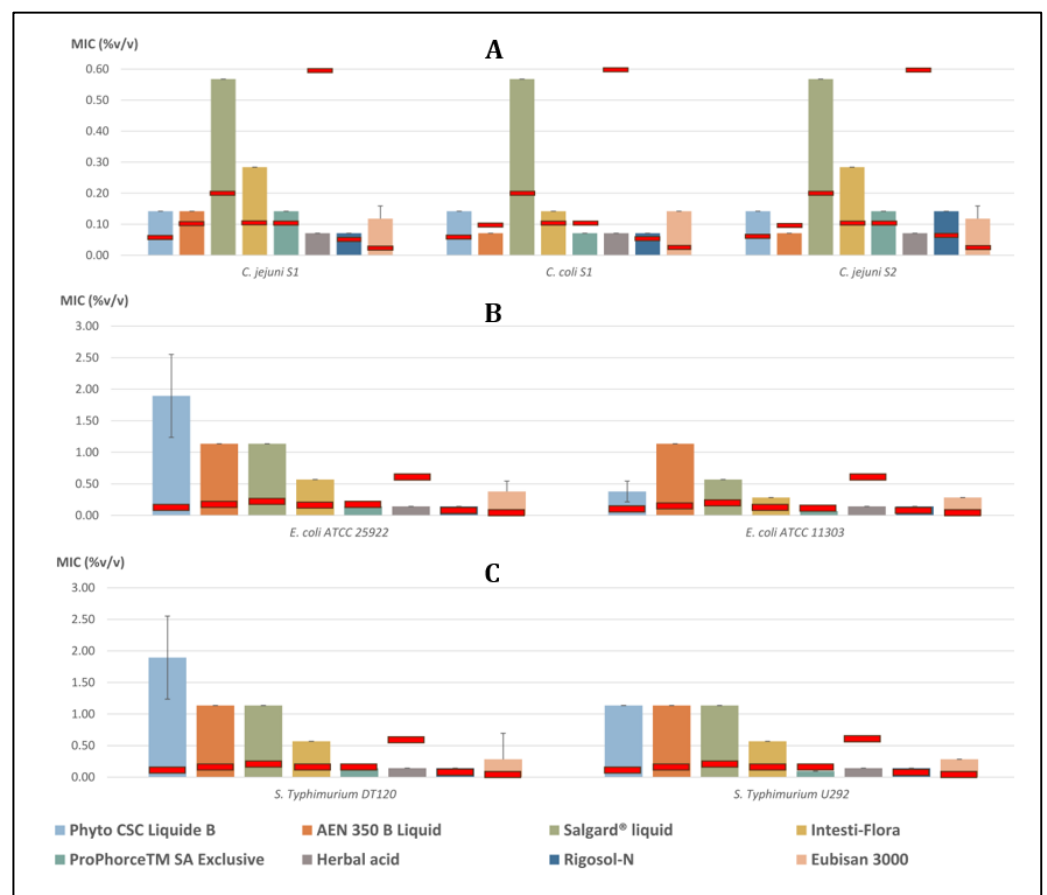 MIC (%v/v)
A
0.60
0.50
0.40
0.30
0.20
0.10
0.00
C. jejuni S1 C. coli S1 C. jejuni S2
MIC (%v/v)
B
3.00
2.50
2.00
1.50
1.00
0.50
0.00
E. coli ATCC 25922 E. coli ATCC 11303
MIC (%v/v)
C
3.00
2.50
2.00
1.50
1.00
0.50
0.00
S. Typhimurium DT120 S. Typhimurium U292
Phyto CSC Liquide B AEN 350 B Liquid Salgard® liquid Intesti-Flora
ProPhorceTM SA Exclusive Herbal acid Rigosol-N Eubisan 3000